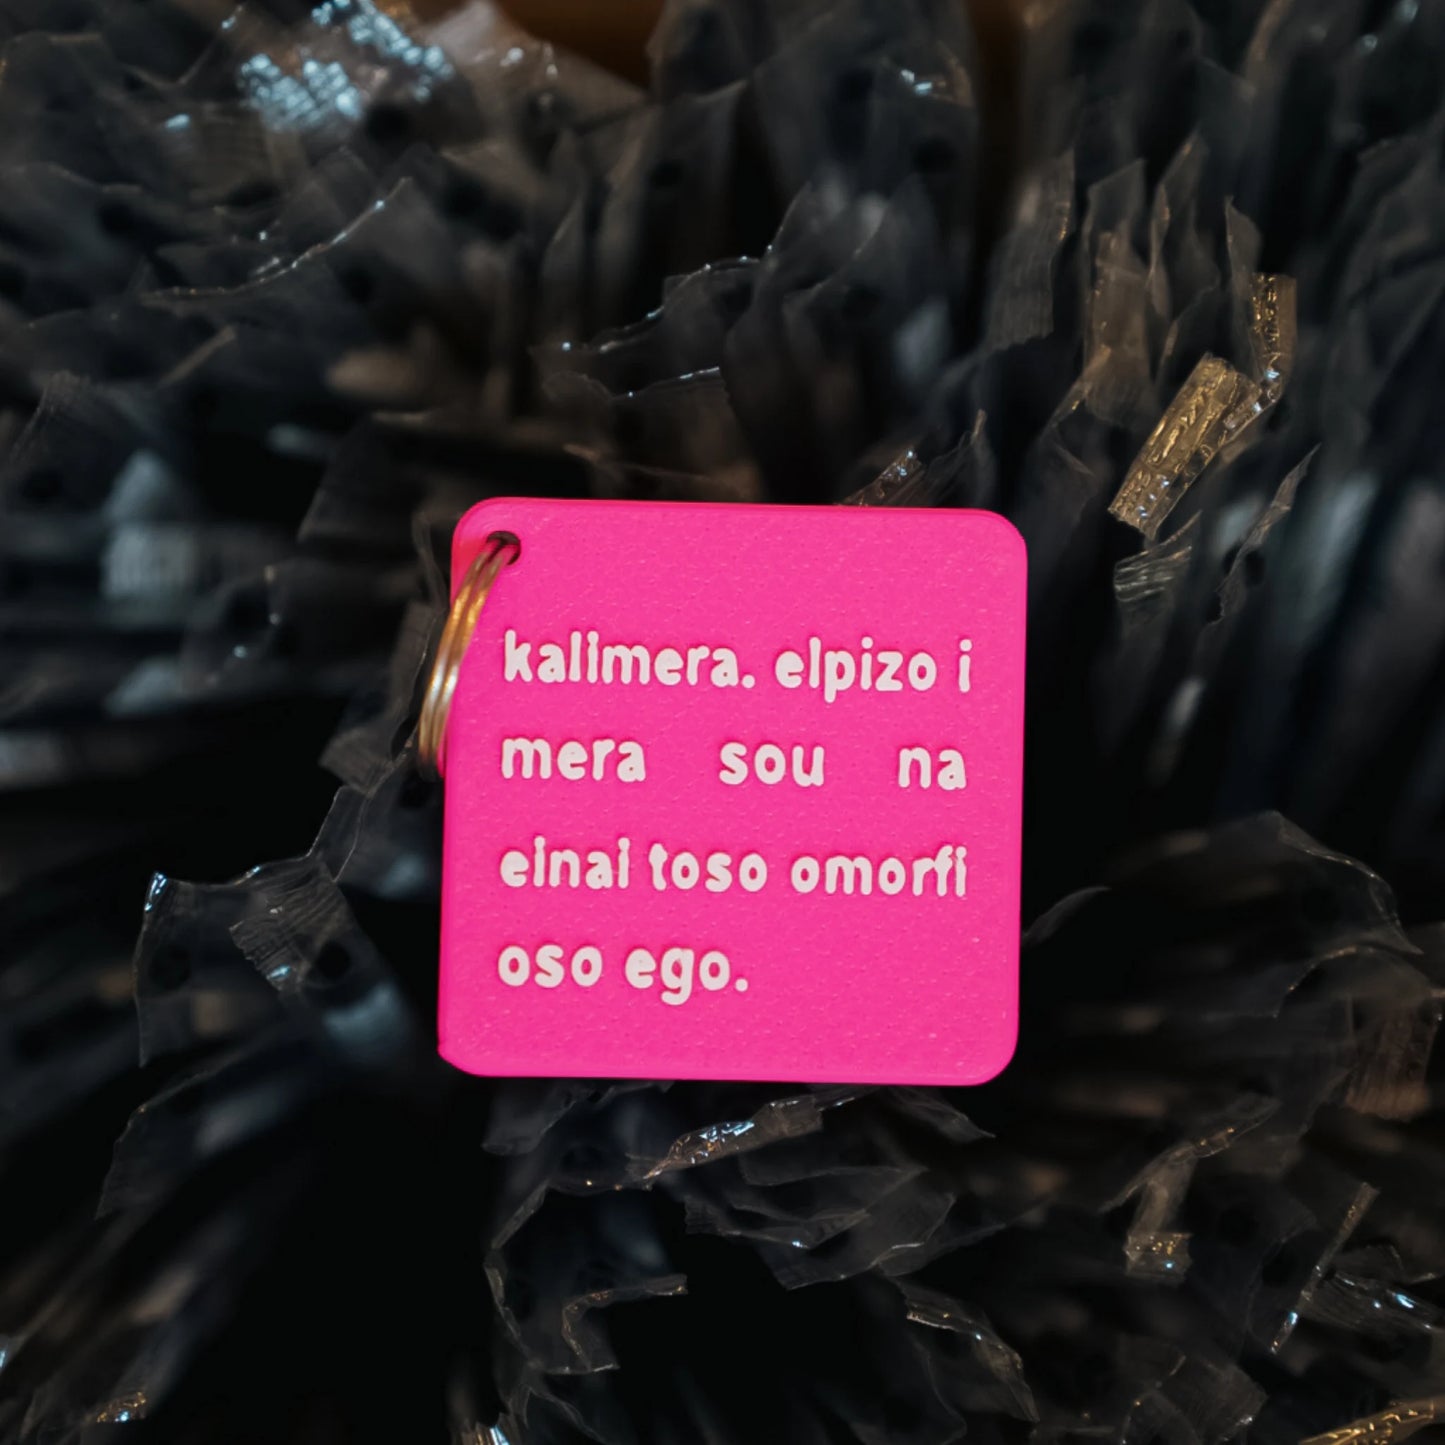 kalimera. elpizo i
mera sou na
einai toso omorfi
oso ego.